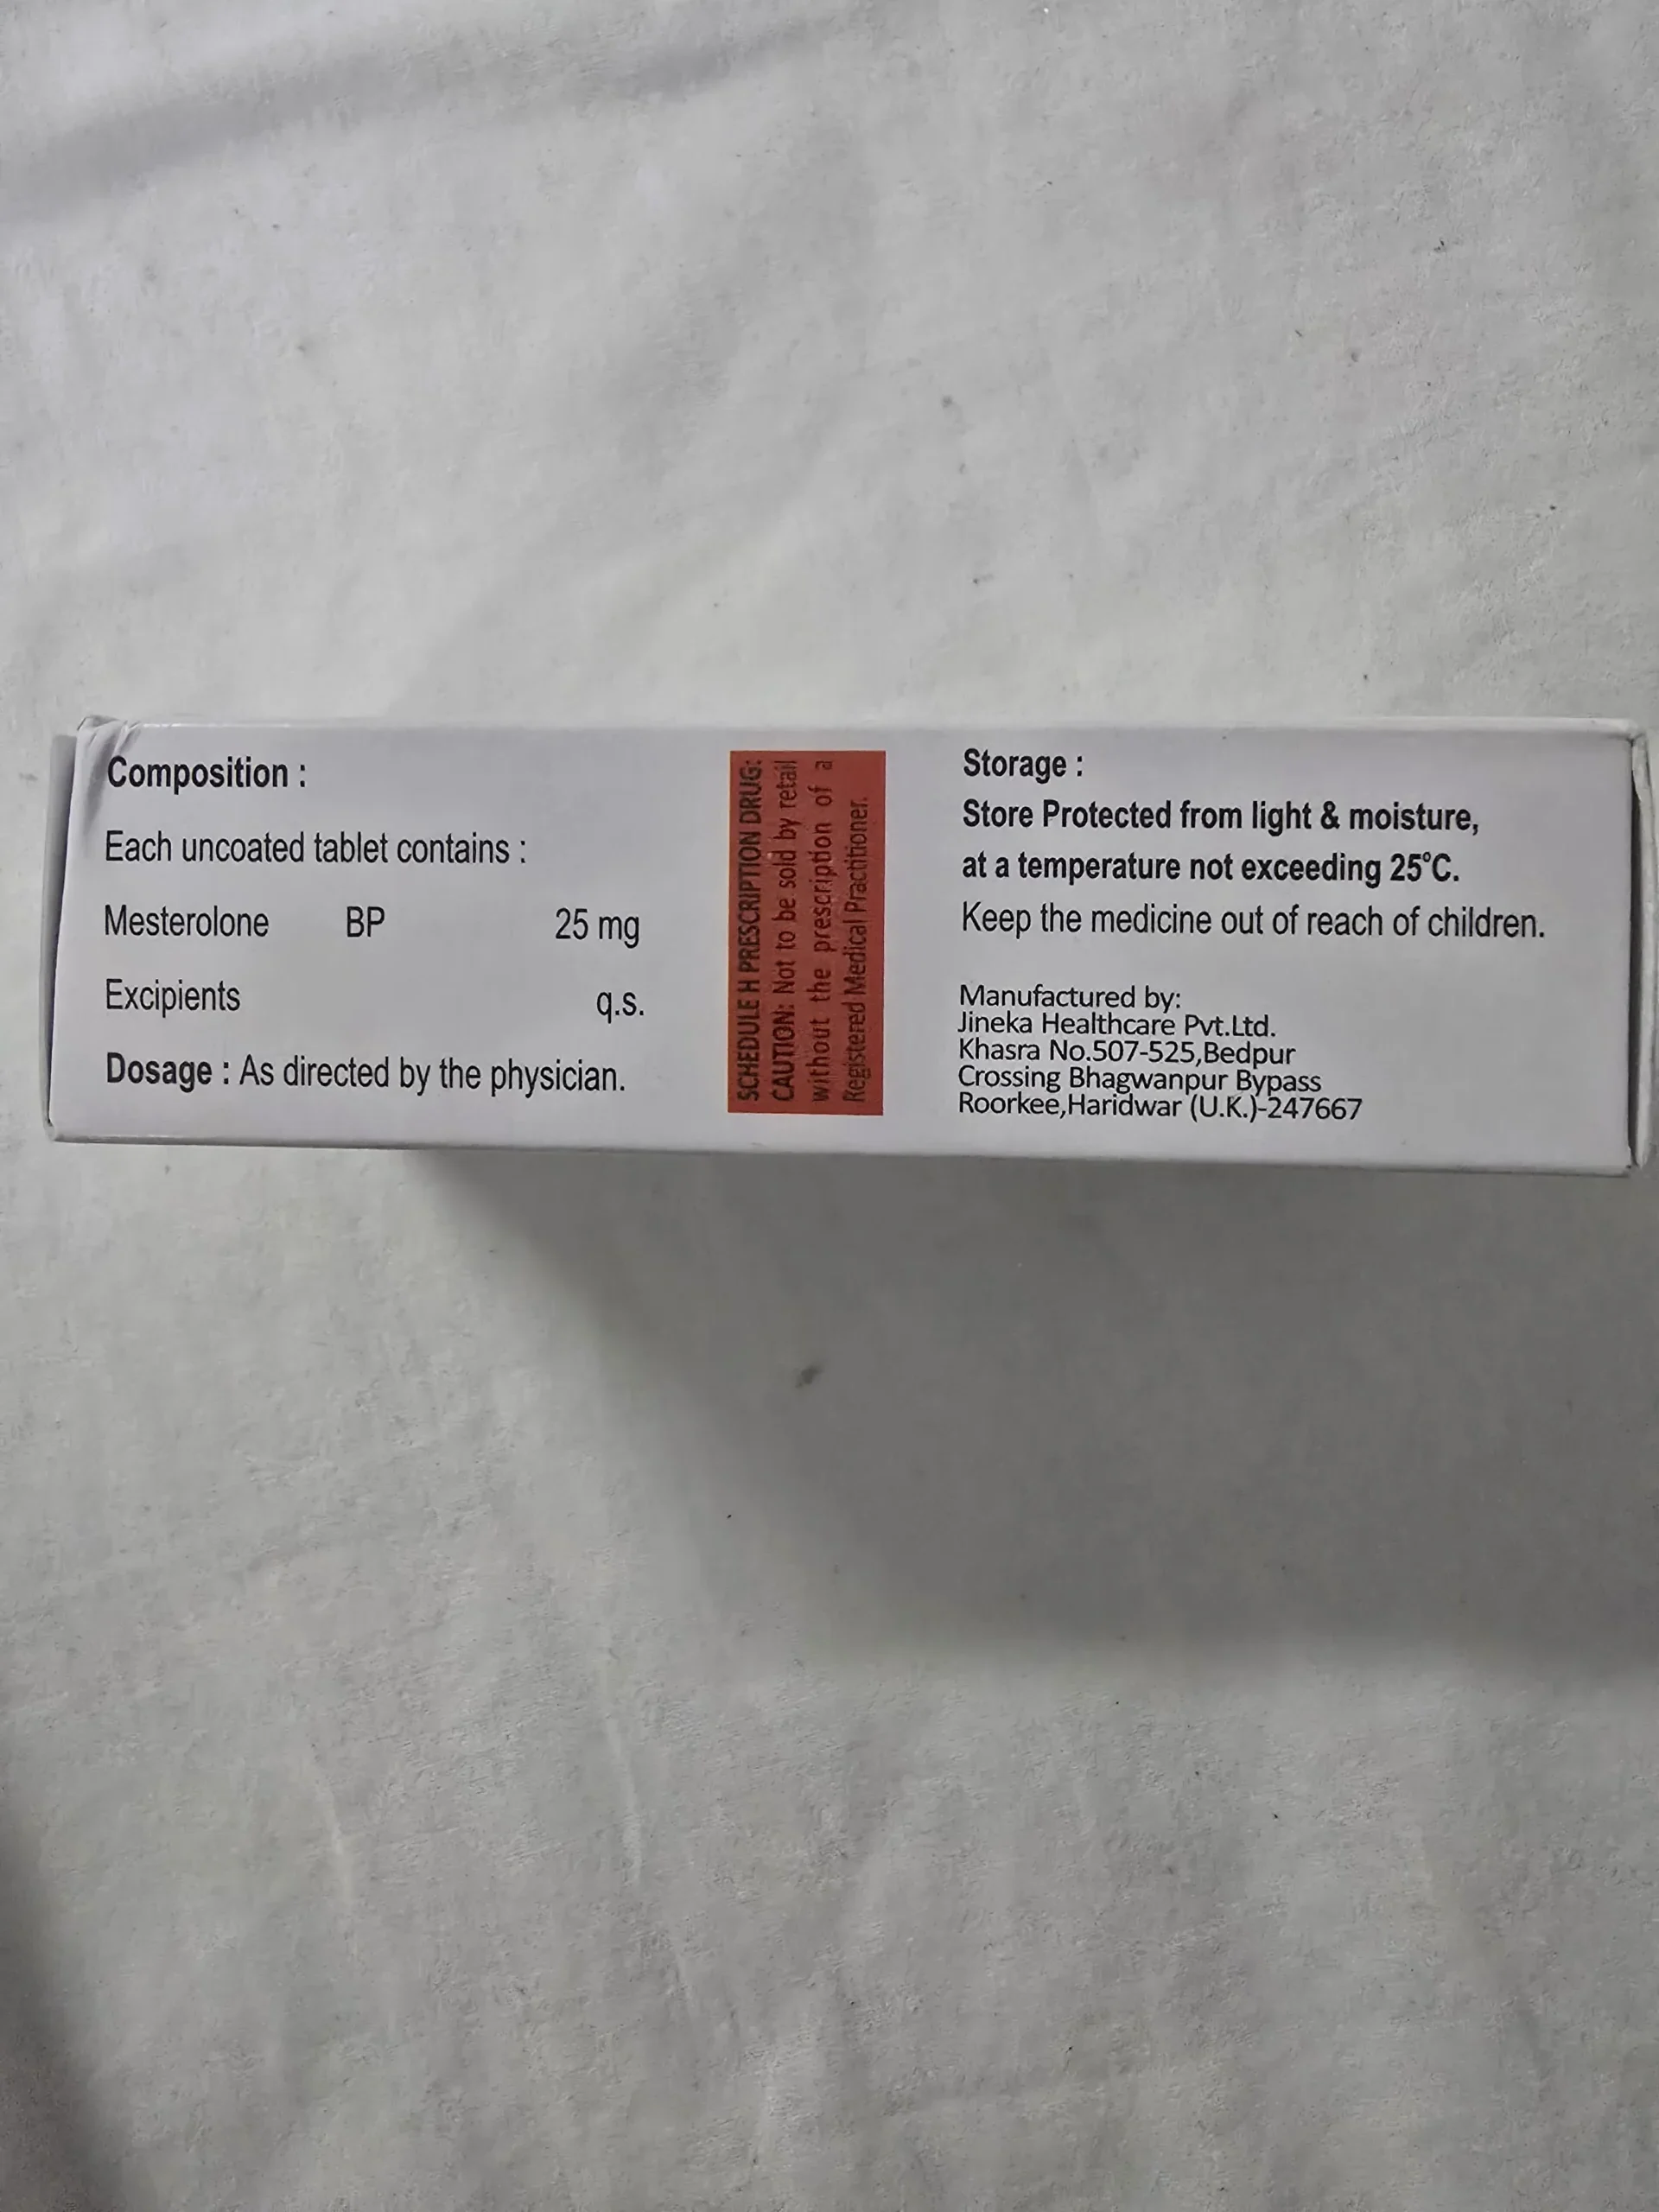 Composition :
Each uncoated tablet contains :
Mesterolone BP 25 mg
Excipients q.s.
Dosage : As directed by the physician.
SCHEDULE H PRESCRIPTION DRUG:
CAUTION: Not to be sold by retail
without the prescription of a
Registered Medical Practitioner.
Storage :
Store Protected from light & moisture,
at a temperature not exceeding 25°C.
Keep the medicine out of reach of children.
Manufactured by:
Jineka Healthcare Pvt.Ltd.
Khasra No.507-525,Bedpur
Crossing Bhagwanpur Bypass
Roorkee,Haridwar (U.K.)-247667